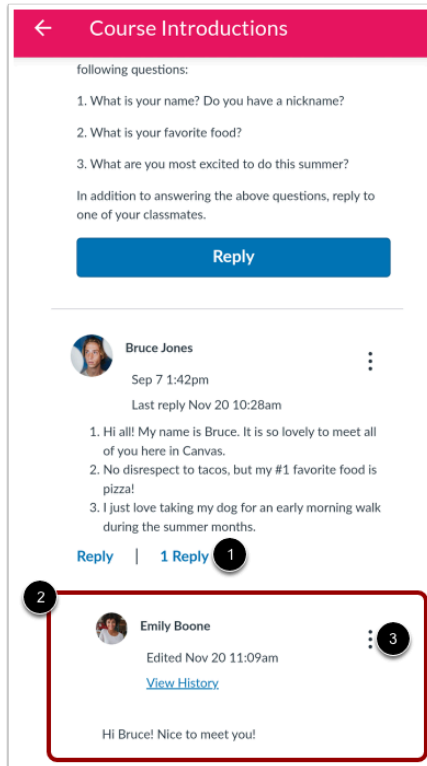 Course Introductions
following questions:
1. What is your name? Do you have a nickname?
2. What is your favorite food?
3. What are you most excited to do this summer?
In addition to answering the above questions, reply to
one of your classmates.
Reply
Bruce Jones
Sep 7 1:42pm
Last reply Nov 20 10:28am
1. Hi all! My name is Bruce. It is so lovely to meet all
of you here in Canvas.
2. No disrespect to tacos, but my #1 favorite food is
pizza!
3. I just love taking my dog for an early morning walk
during the summer months.
Reply | 1 Reply 1
2
Emily Boone
3
Edited Nov 20 11:09am
View History
Hi Bruce! Nice to meet you!